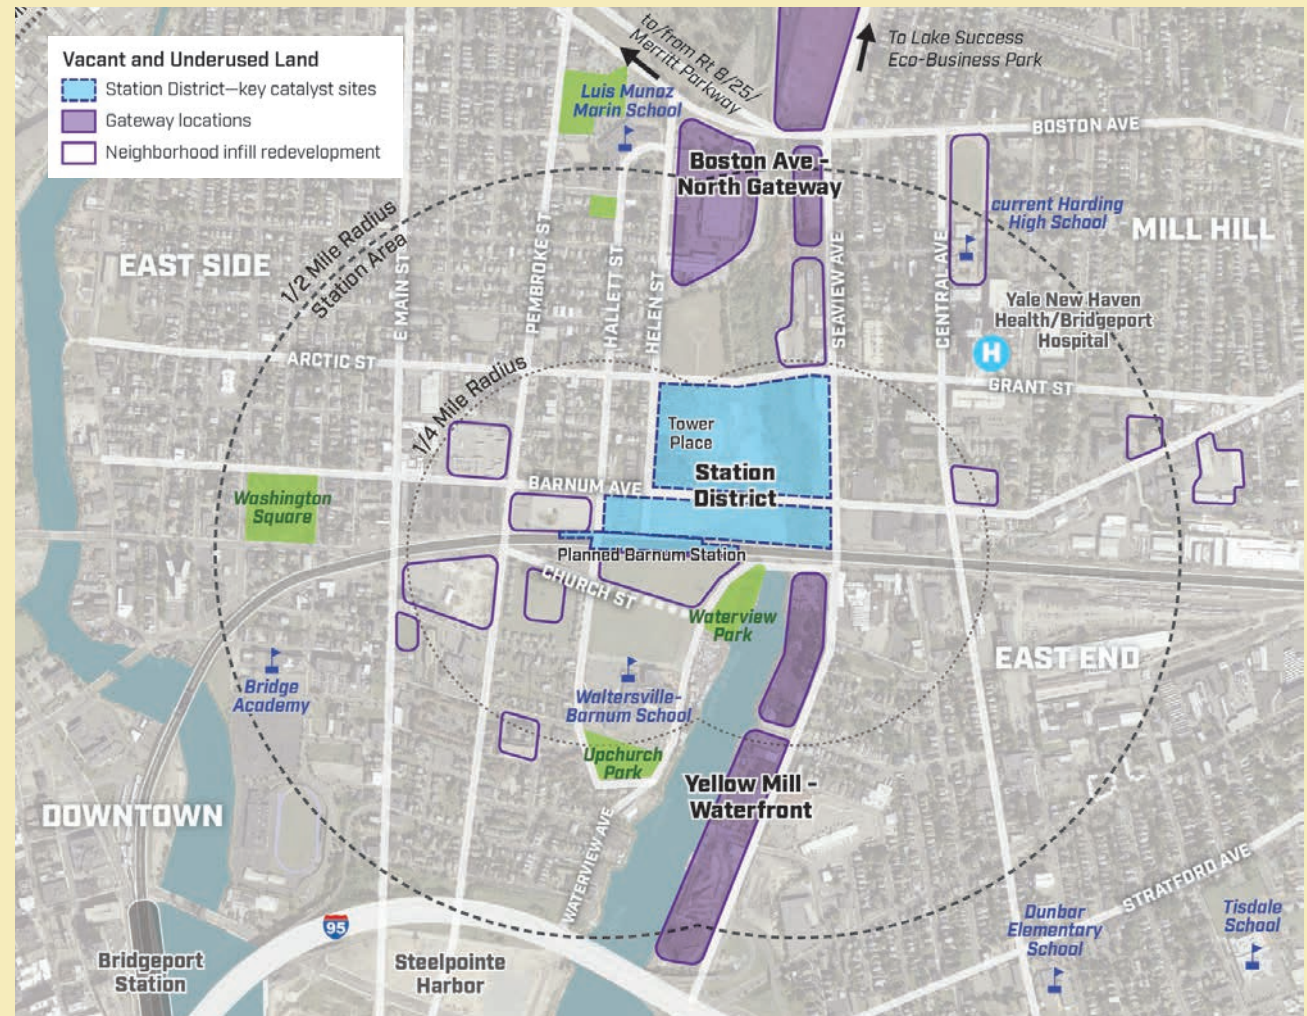 Vacant and Underused Land
Station District—key catalyst sites
Gateway locations
Neighborhood infill redevelopment
to/from Rt 8/25/
Merritt Parkway
To Lake Success
Eco-Business Park
Luis Munoz
Marin School
BOSTON AVE
Boston Ave -
North Gateway
current Harding
High School
MILL HILL
EAST SIDE
1/2 Mile Radius
Station Area
E MAIN ST
PEMBROKE ST
HALLETT ST
HELEN ST
SEAVIEW AVE
CENTRAL AVE
Yale New Haven
Health/Bridgeport
Hospital
H
ARCTIC ST
GRANT ST
1/4 Mile Radius
Tower
Place
Station
District
BARNUM AVE
Washington
Square
Planned Barnum Station
CHURCH ST
Waterview
Park
EAST END
Bridge
Academy
Waltersville-
Barnum School
Upchurch
Park
Yellow Mill -
Waterfront
DOWNTOWN
WATERVIEW AVE
STRATFORD AVE
95
Dunbar
Elementary
School
Tisdale
School
Bridgeport
Station
Steelpointe
Harbor